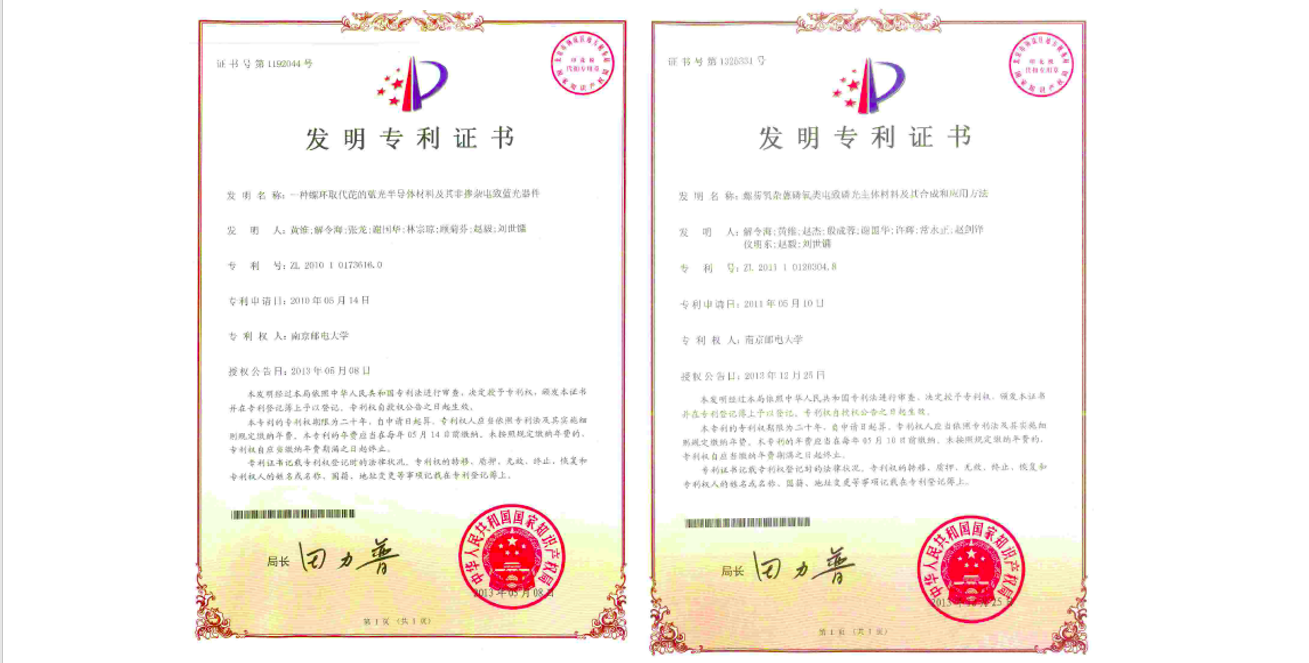 证书号第1192044号
发明专利证书
发 明 名 称：一种螺环取代芘的蓝光半导体材料及其非掺杂电致蓝光器件
发 明 人：黄维;解令海;张龙;谢国华;林宗琼;顾菊芬;赵毅;刘世镛
专 利 号：ZL 2010 1 0173616.0
专利申请日：2010年05月14日
专 利 权 人：南京邮电大学
授权公告日：2013年05月08日
本发明经过本局依照中华人民共和国专利法进行审查，决定授予专利权，颁发本证书
并在专利登记簿上予以登记。专利权自授权公告之日起生效。
本专利的专利权期限为二十年，自申请日起算。专利权人应当依照专利法及其实施细
则规定缴纳年费。本专利的年费应当在每年05月14日前缴纳。未按照规定缴纳年费的，
专利权自应当缴纳年费期满之日起终止。
专利证书记载专利权登记时的法律状况。专利权的转移、质押、无效、终止、恢复和
专利权人的姓名或名称、国籍、地址变更等事项记载在专利登记簿上。
局长 田力普
中华人民共和国国家知识产权局
2013年05月08日
第1页（共1页）
证书号第1320331号
发明专利证书
发 明 名 称：螺芴氧杂蒽磷氧类电致磷光主体材料及其合成和应用方法
发 明 人：解令海;黄维;赵杰;殷成蓉;谢国华;许辉;常永正;赵剑锋
仪明东;赵毅;刘世镛
专 利 号：ZL 2011 1 0120304.8
专利申请日：2011年05月10日
专 利 权 人：南京邮电大学
授权公告日：2013年12月25日
本发明经过本局依照中华人民共和国专利法进行审查，决定授予专利权，颁发本证书
并在专利登记簿上予以登记。专利权自授权公告之日起生效。
本专利的专利权期限为二十年，自申请日起算。专利权人应当依照专利法及其实施细
则规定缴纳年费。本专利的年费应当在每年05月10日前缴纳。未按照规定缴纳年费的，
专利权自应当缴纳年费期满之日起终止。
专利证书记载专利权登记时的法律状况。专利权的转移、质押、无效、终止、恢复和
专利权人的姓名或名称、国籍、地址变更等事项记载在专利登记簿上。
局长 田力普
中华人民共和国国家知识产权局
2013年12月25日
第1页（共1页）